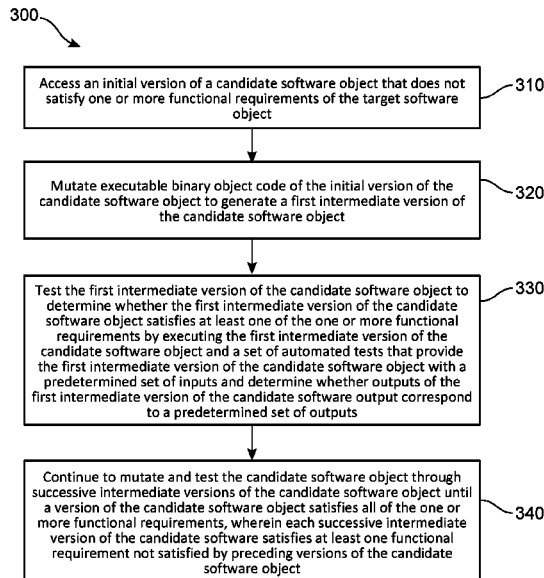 300
Access an initial version of a candidate software object that does not
satisfy one or more functional requirements of the target software
object
310
Mutate executable binary object code of the initial version of the
candidate software object to generate a first intermediate version of
the candidate software object
320
Test the first intermediate version of the candidate software object to
determine whether the first intermediate version of the candidate
software object satisfies at least one of the one or more functional
requirements by executing the first intermediate version of the
candidate software object and a set of automated tests that provide
the first intermediate version of the candidate software object with a
predetermined set of inputs and determine whether outputs of the
first intermediate version of the candidate software output correspond
to a predetermined set of outputs
330
Continue to mutate and test the candidate software object through
successive intermediate versions of the candidate software object until
a version of the candidate software object satisfies all of the one or
more functional requirements, wherein each successive intermediate
version of the candidate software satisfies at least one functional
requirement not satisfied by preceding versions of the candidate
software object
340